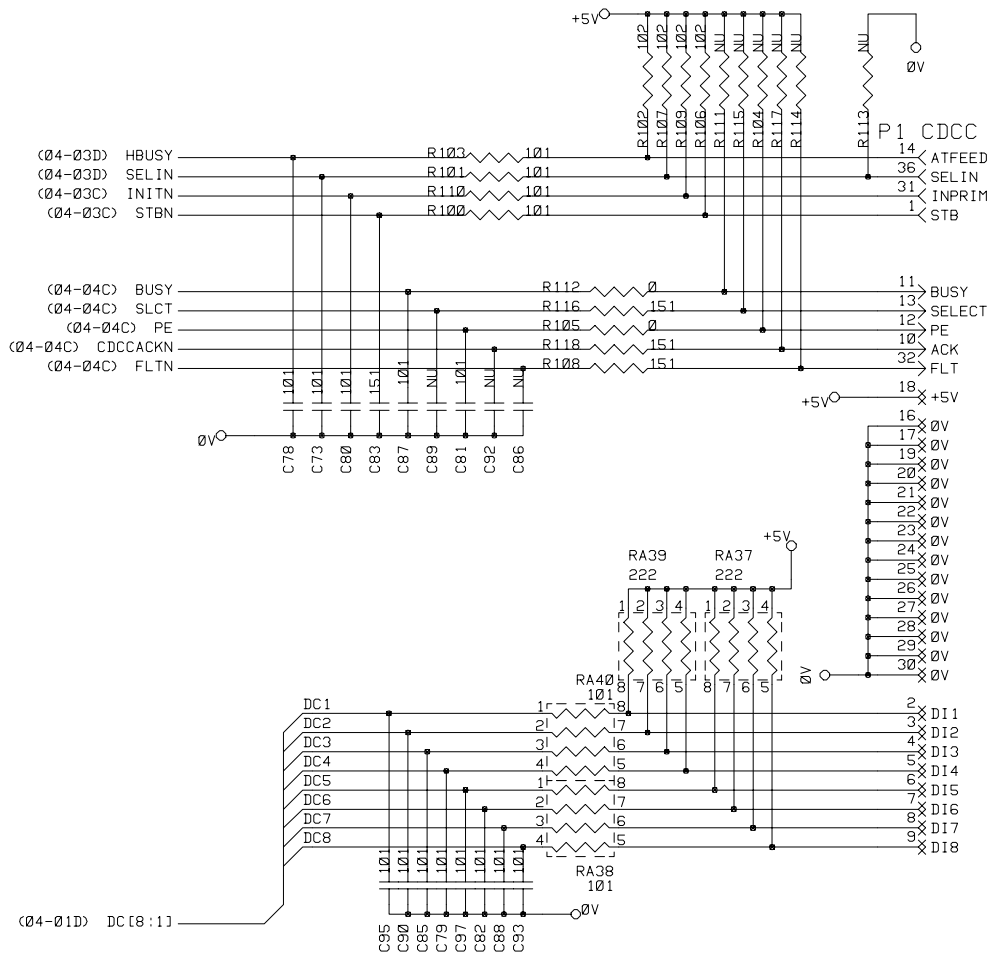 +5V
102 102 102 102 NU NU NU NU NU NU
0V
R102 R107 R109 R106 R111 R115 R104 R117 R114 R113
P1 CDCC
(04-03D) HBUSY R103 101 14 ATFEED
(04-03D) SELIN R101 101 36 SELIN
(04-03C) INITN R110 101 31 INPRIM
(04-03C) STBN R100 101 1 STB
(04-04C) BUSY R112 0 11 BUSY
(04-04C) SLCT R116 151 13 SELECT
(04-04C) PE R105 0 12 PE
(04-04C) CDCCACKN R118 151 10 ACK
(04-04C) FLTN R108 151 32 FLT
101 101 101 151 101 NU 101 NU NU
+5V 18 +5V
0V
C78 C73 C80 C83 C87 C89 C81 C92 C86
16 0V
17 0V
19 0V
20 0V
21 0V
22 0V
23 0V
24 0V
25 0V
26 0V
27 0V
28 0V
29 0V
0V 30 0V
+5V
RA39 RA37
222 222
1 2 3 4 1 2 3 4
8 7 6 5 8 7 6 5
RA40
101
DC1 1 8 2 DI1
DC2 2 7 3 DI2
DC3 3 6 4 DI3
DC4 4 5 5 DI4
DC5 1 8 6 DI5
DC6 2 7 7 DI6
DC7 3 6 8 DI7
DC8 4 5 9 DI8
101 101 101 101 101 101 101 101
RA38
101
(04-01D) DC[8:1]
0V
C95 C90 C85 C79 C97 C82 C88 C93